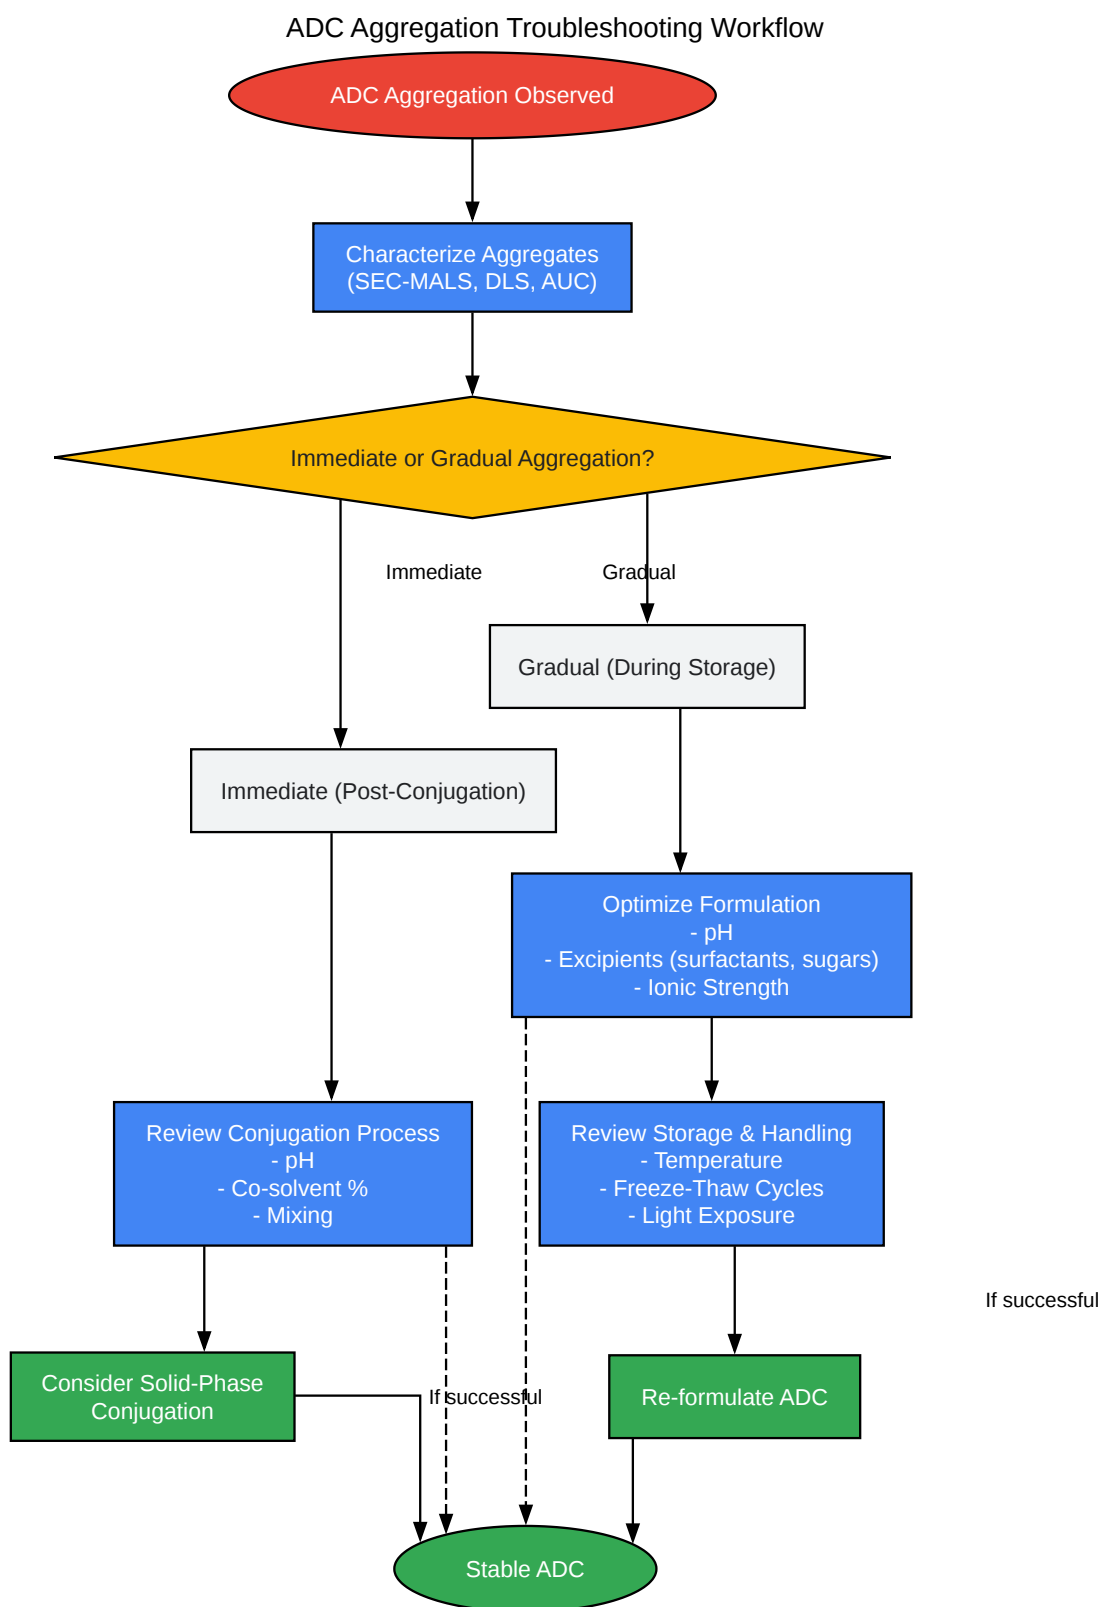 ADC Aggregation Troubleshooting Workflow
ADC Aggregation Observed
Characterize Aggregates
(SEC-MALS, DLS, AUC)
Immediate or Gradual Aggregation?
Immediate
Gradual
Gradual (During Storage)
Immediate (Post-Conjugation)
Optimize Formulation
- pH
- Excipients (surfactants, sugars)
- Ionic Strength
Review Conjugation Process
- pH
- Co-solvent %
- Mixing
Review Storage & Handling
- Temperature
- Freeze-Thaw Cycles
- Light Exposure
If successful
Consider Solid-Phase
Conjugation
If successful
Re-formulate ADC
Stable ADC